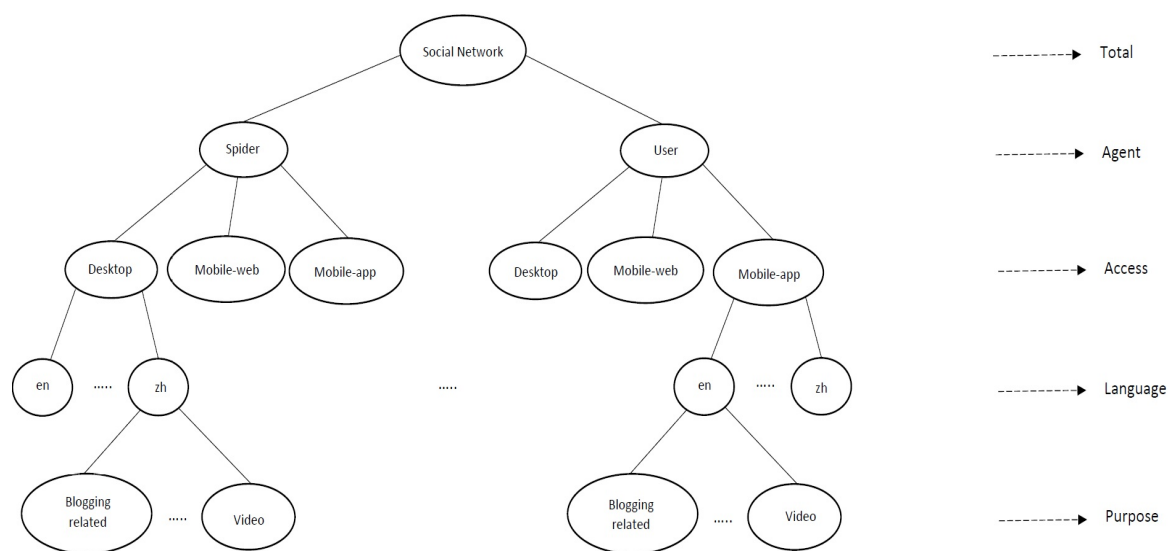 Social Network
Total
Spider
User
Agent
Desktop
Mobile-web
Mobile-app
Desktop
Mobile-web
Mobile-app
Access
en
.....
zh
.....
en
.....
zh
Language
Blogging
related
.....
Video
Blogging
related
.....
Video
Purpose